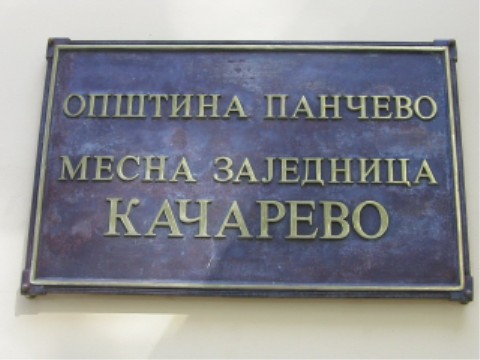 ОПШТИНА ПАНЧЕВО
МЕСНА ЗАЈЕДНИЦА
КАЧАРЕВО